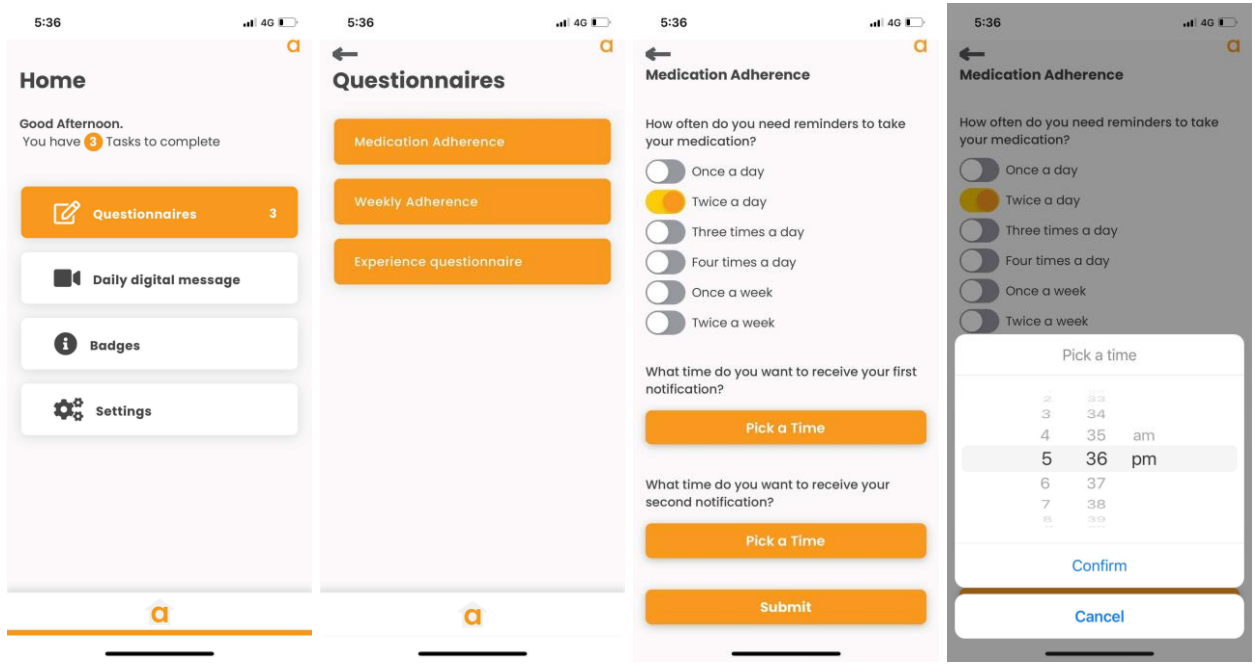 5:36
4G
a
Home
Good Afternoon.
You have 3 Tasks to complete
Questionnaires 3
Daily digital message
Badges
Settings
a
5:36
4G
a
Questionnaires
Medication Adherence
Weekly Adherence
Experience questionnaire
a
5:36
4G
a
Medication Adherence
How often do you need reminders to take
your medication?
Once a day
Twice a day
Three times a day
Four times a day
Once a week
Twice a week
What time do you want to receive your first
notification?
Pick a Time
What time do you want to receive your
second notification?
Pick a Time
Submit
5:36
4G
a
Medication Adherence
How often do you need reminders to take
your medication?
Once a day
Twice a day
Three times a day
Four times a day
Once a week
Twice a week
Pick a time
2 33
3 34
4 35 am
5 36 pm
6 37
7 38
8 39
Confirm
Cancel